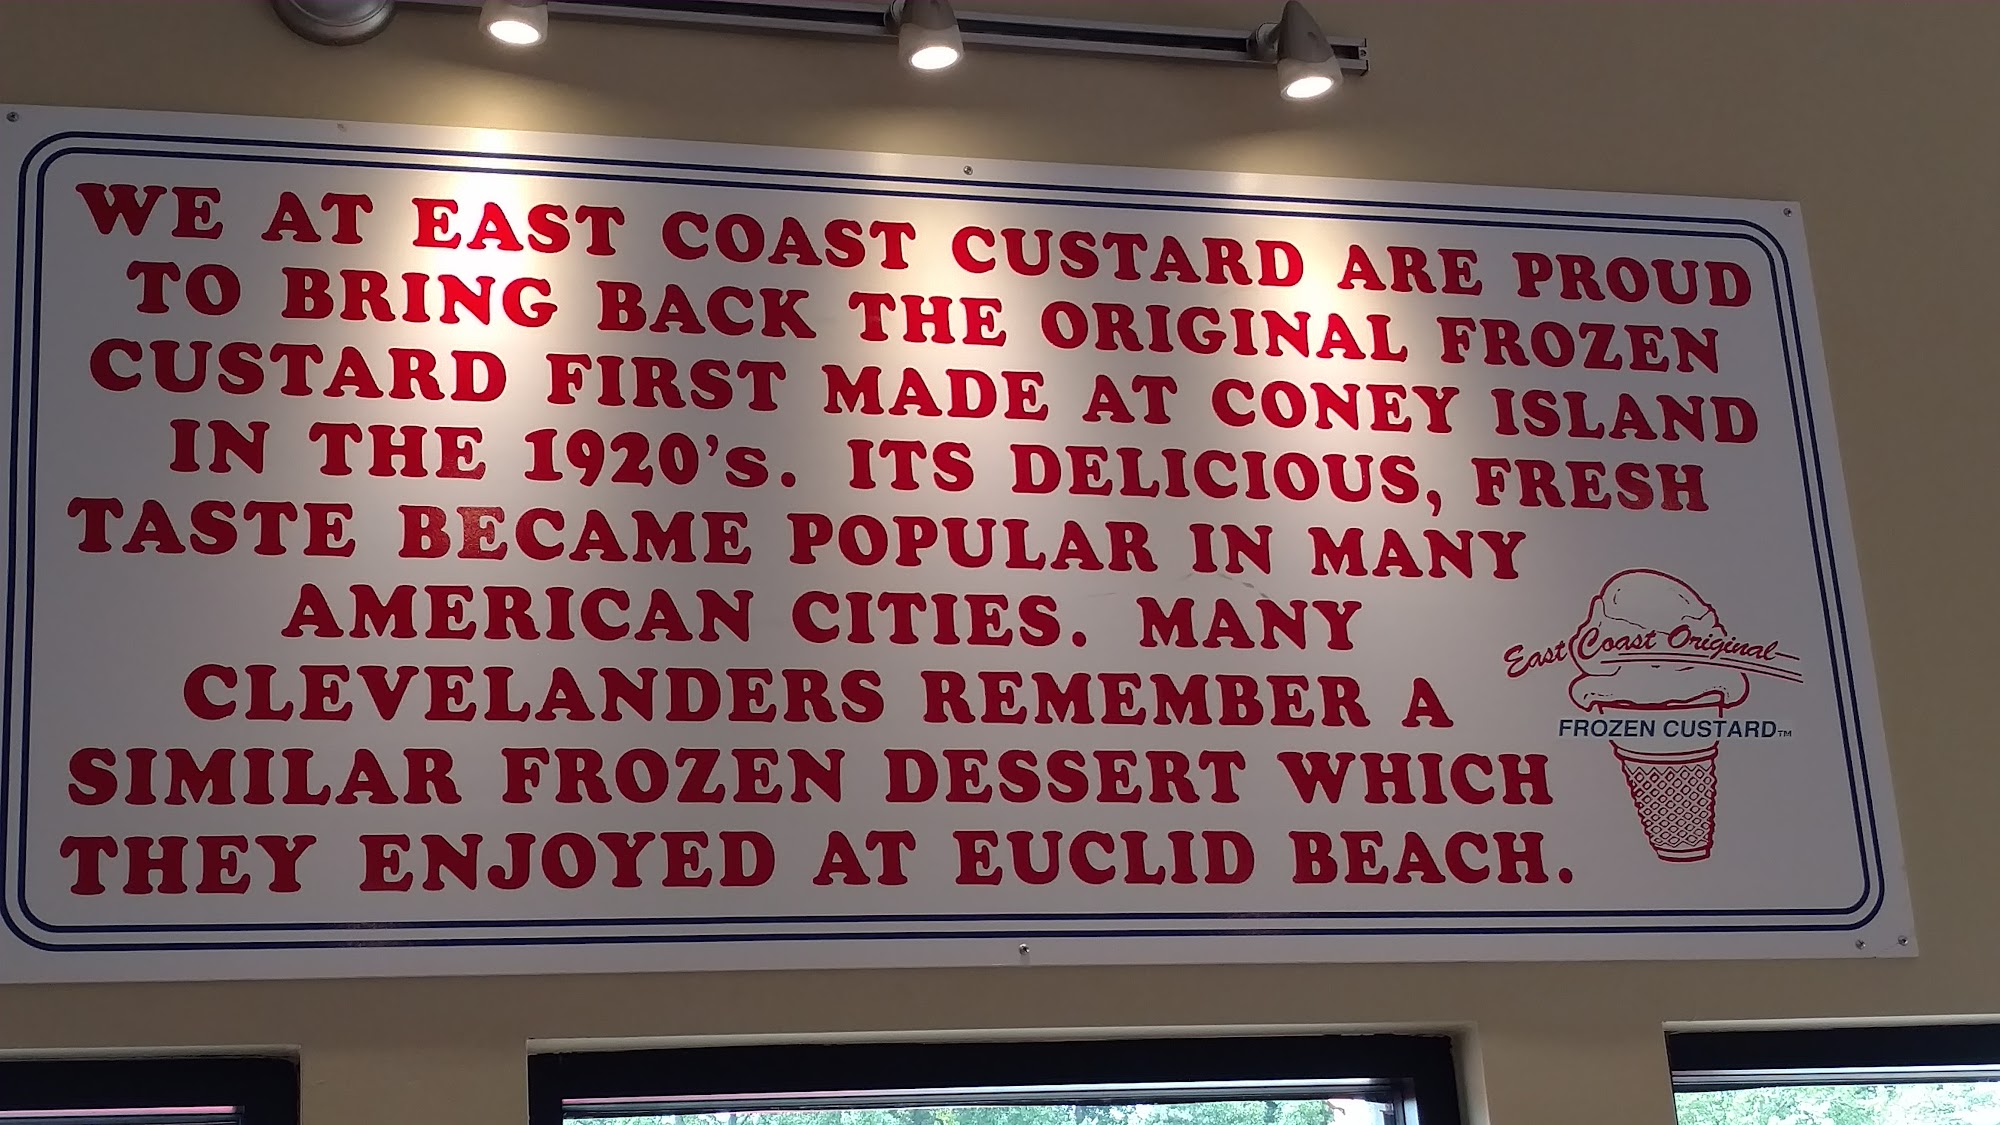 WE AT EAST COAST CUSTARD ARE PROUD
TO BRING BACK THE ORIGINAL FROZEN
CUSTARD FIRST MADE AT CONEY ISLAND
IN THE 1920's. ITS DELICIOUS, FRESH
TASTE BECAME POPULAR IN MANY
AMERICAN CITIES. MANY
CLEVELANDERS REMEMBER A
SIMILAR FROZEN DESSERT WHICH
THEY ENJOYED AT EUCLID BEACH.
East Coast Original
FROZEN CUSTARD™